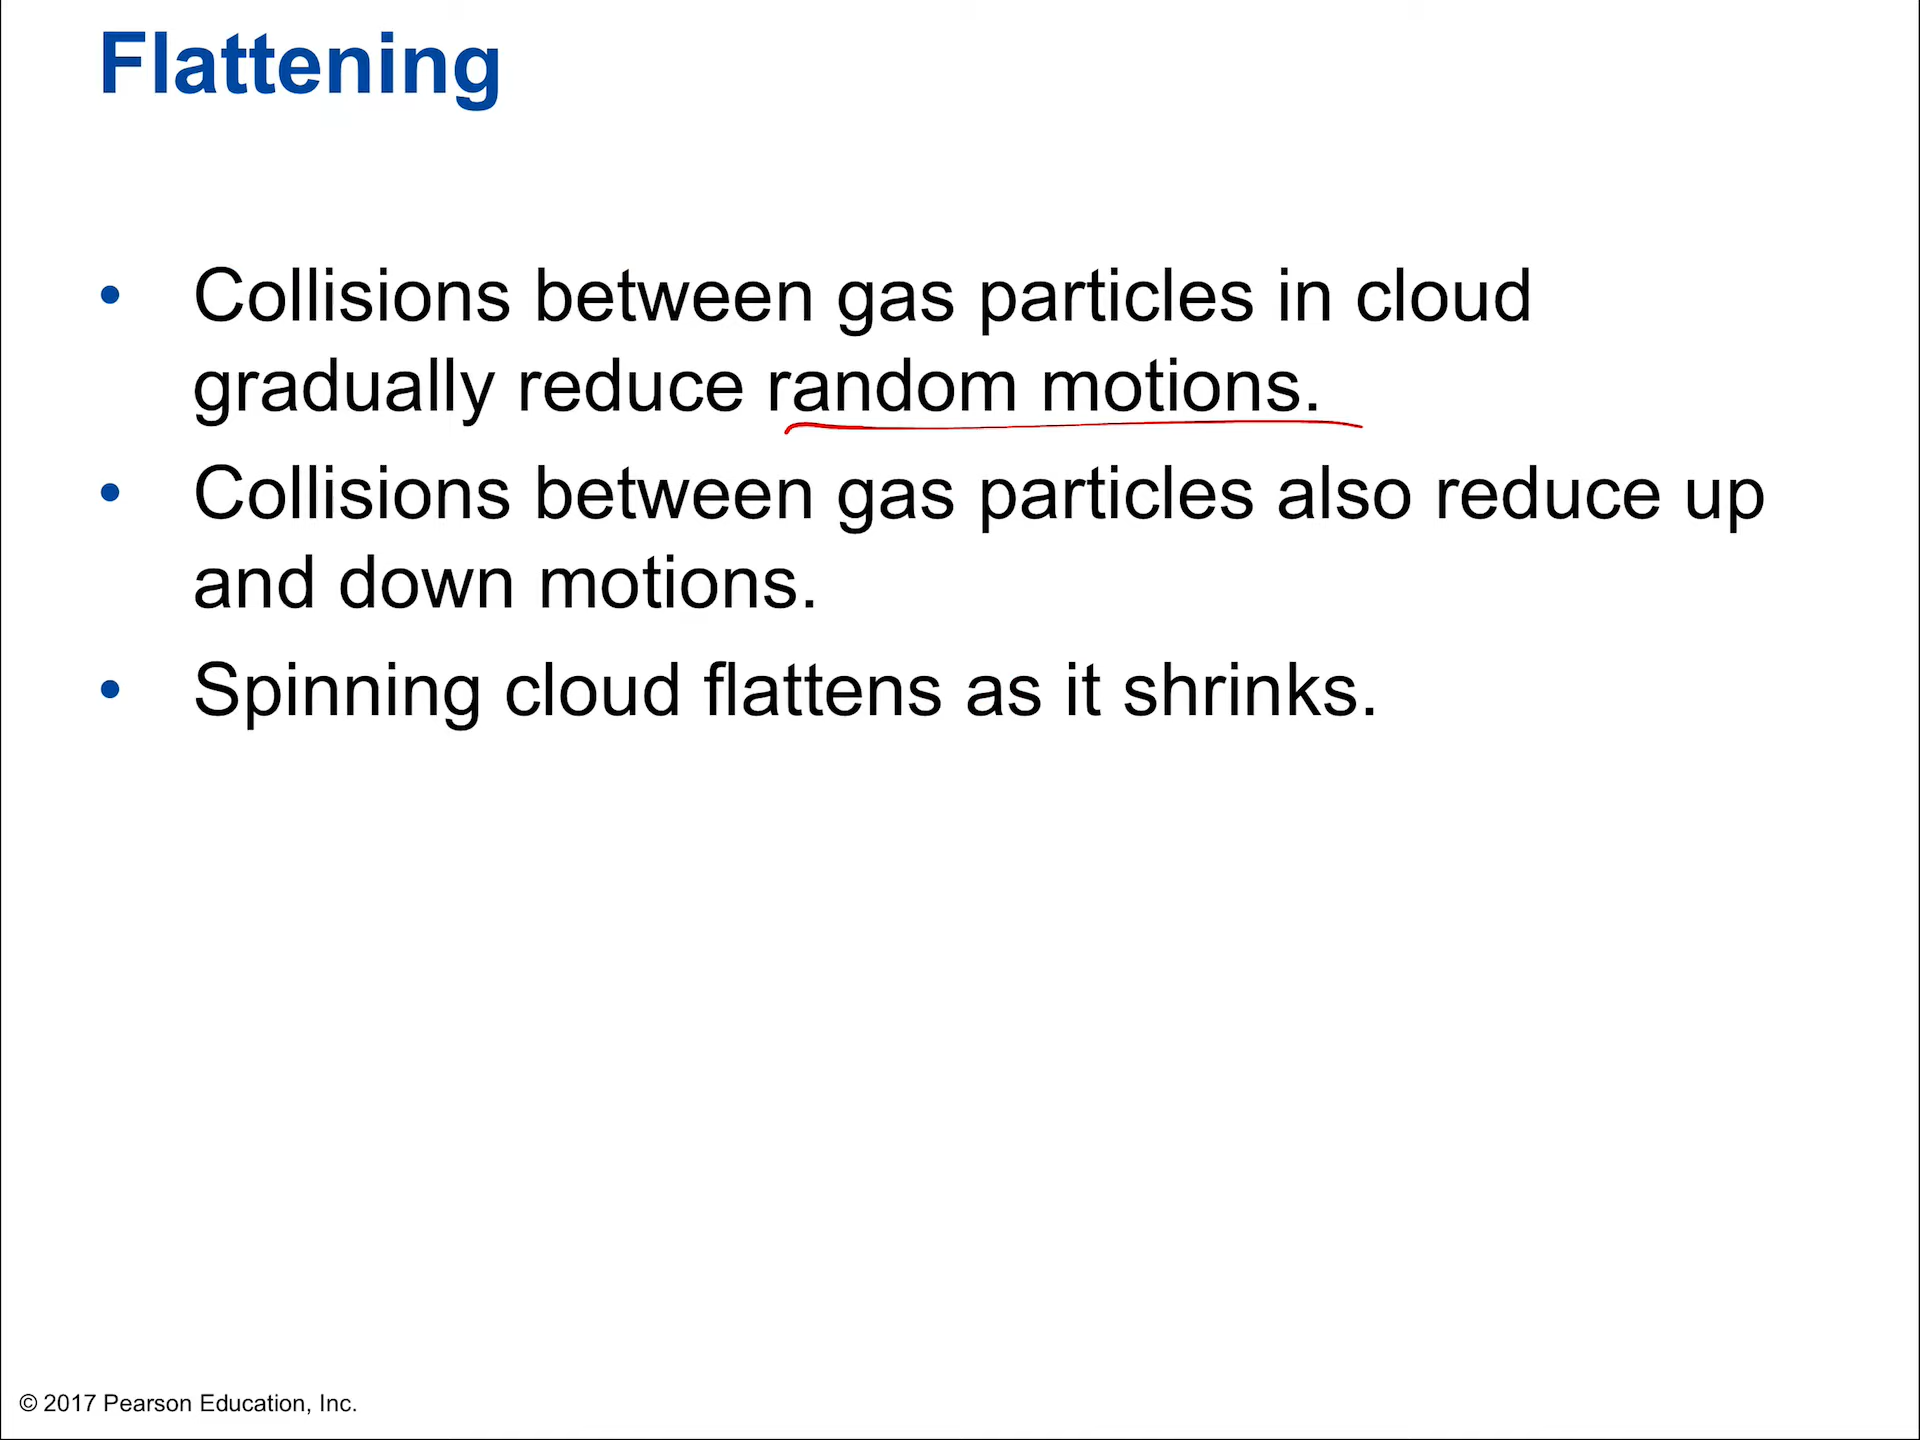 Flattening
• Collisions between gas particles in cloud
gradually reduce random motions.
• Collisions between gas particles also reduce up
and down motions.
• Spinning cloud flattens as it shrinks.
© 2017 Pearson Education, Inc.